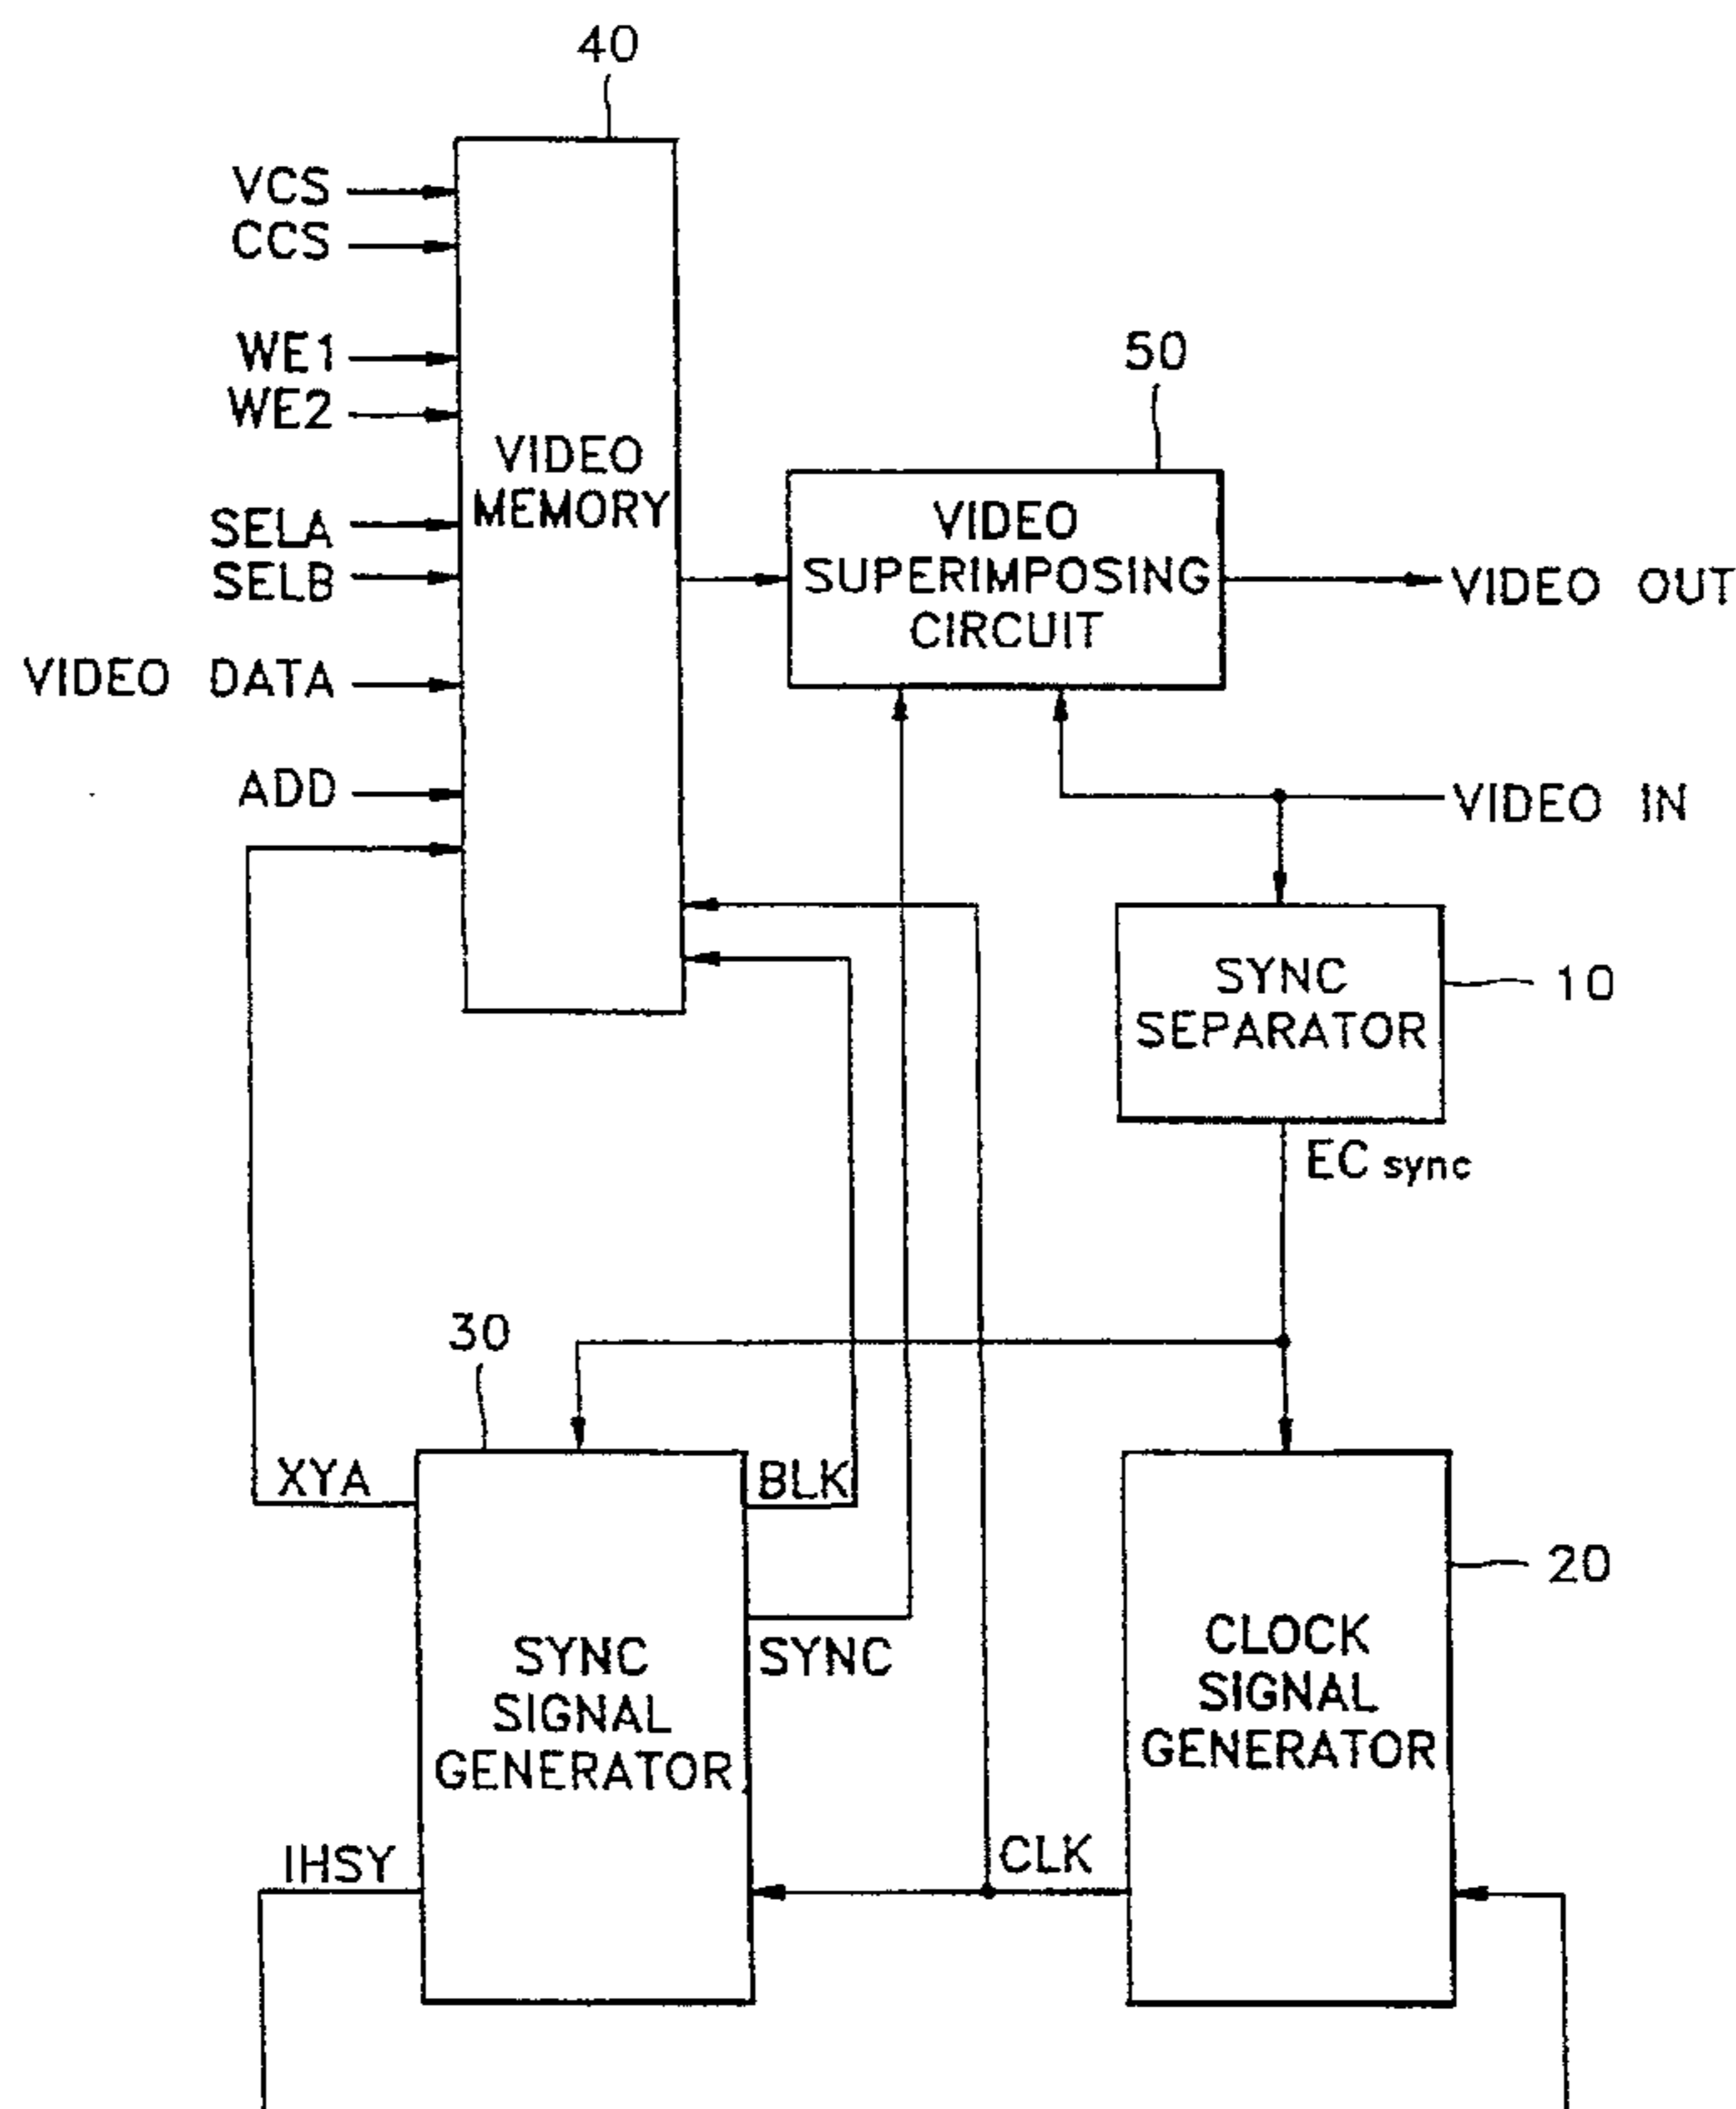 40
VCS
CCS
WE1
WE2
50
VIDEO
MEMORY
SELA
SELB
VIDEO
SUPERIMPOSING
CIRCUIT
VIDEO OUT
VIDEO DATA
ADD
VIDEO IN
SYNC
SEPARATOR
10
EC sync
30
XYA
BLK
20
SYNC
SIGNAL
GENERATOR
SYNC
CLOCK
SIGNAL
GENERATOR
IHSY
CLK